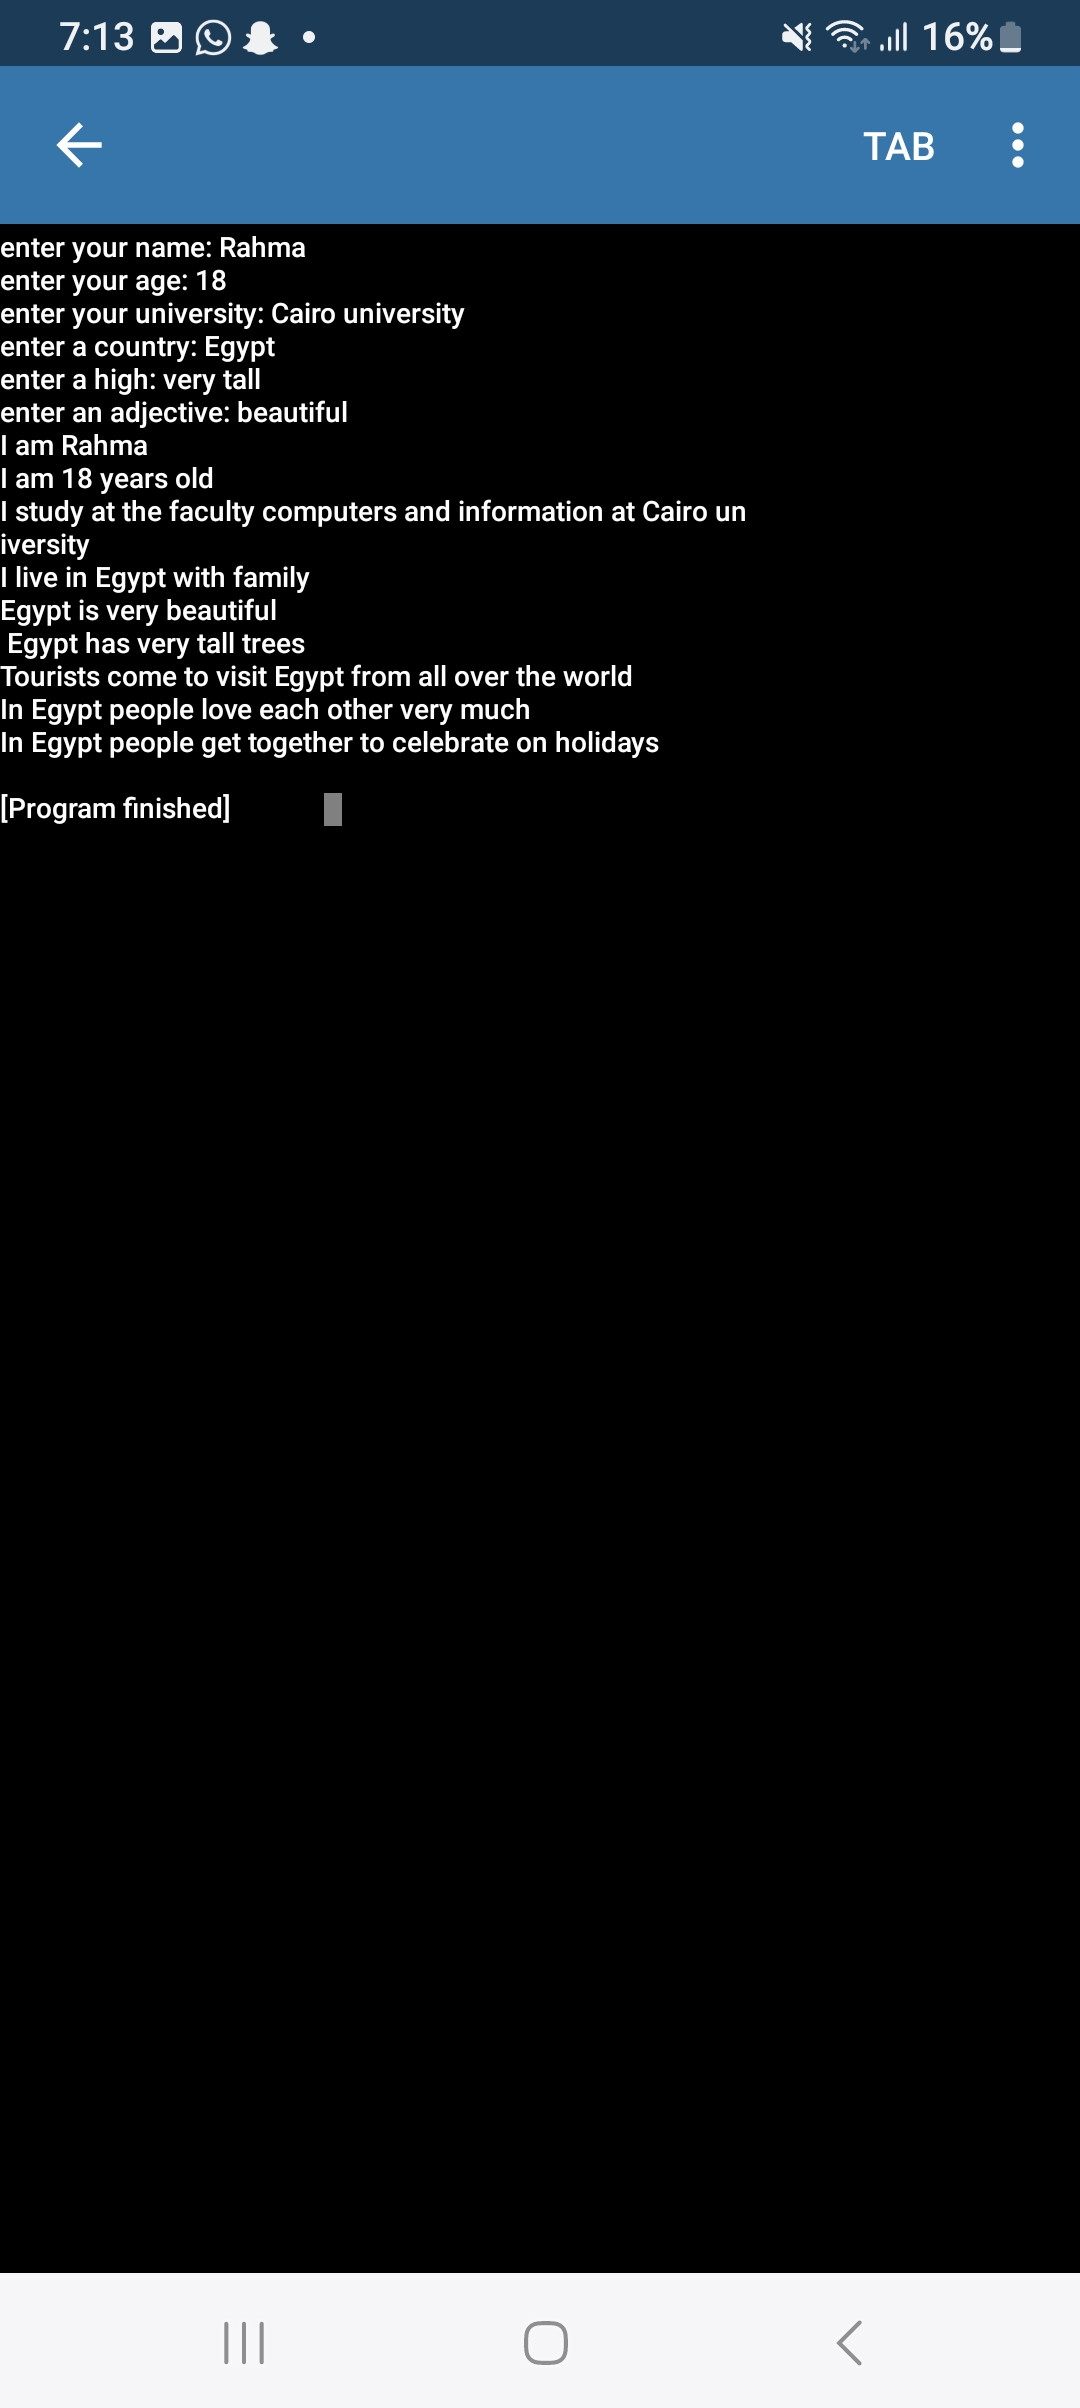 7:13
16%
TAB
enter your name: Rahma
enter your age: 18
enter your university: Cairo university
enter a country: Egypt
enter a high: very tall
enter an adjective: beautiful
I am Rahma
I am 18 years old
I study at the faculty computers and information at Cairo un
iversity
I live in Egypt with family
Egypt is very beautiful
 Egypt has very tall trees
Tourists come to visit Egypt from all over the world
In Egypt people love each other very much
In Egypt people get together to celebrate on holidays
[Program finished]